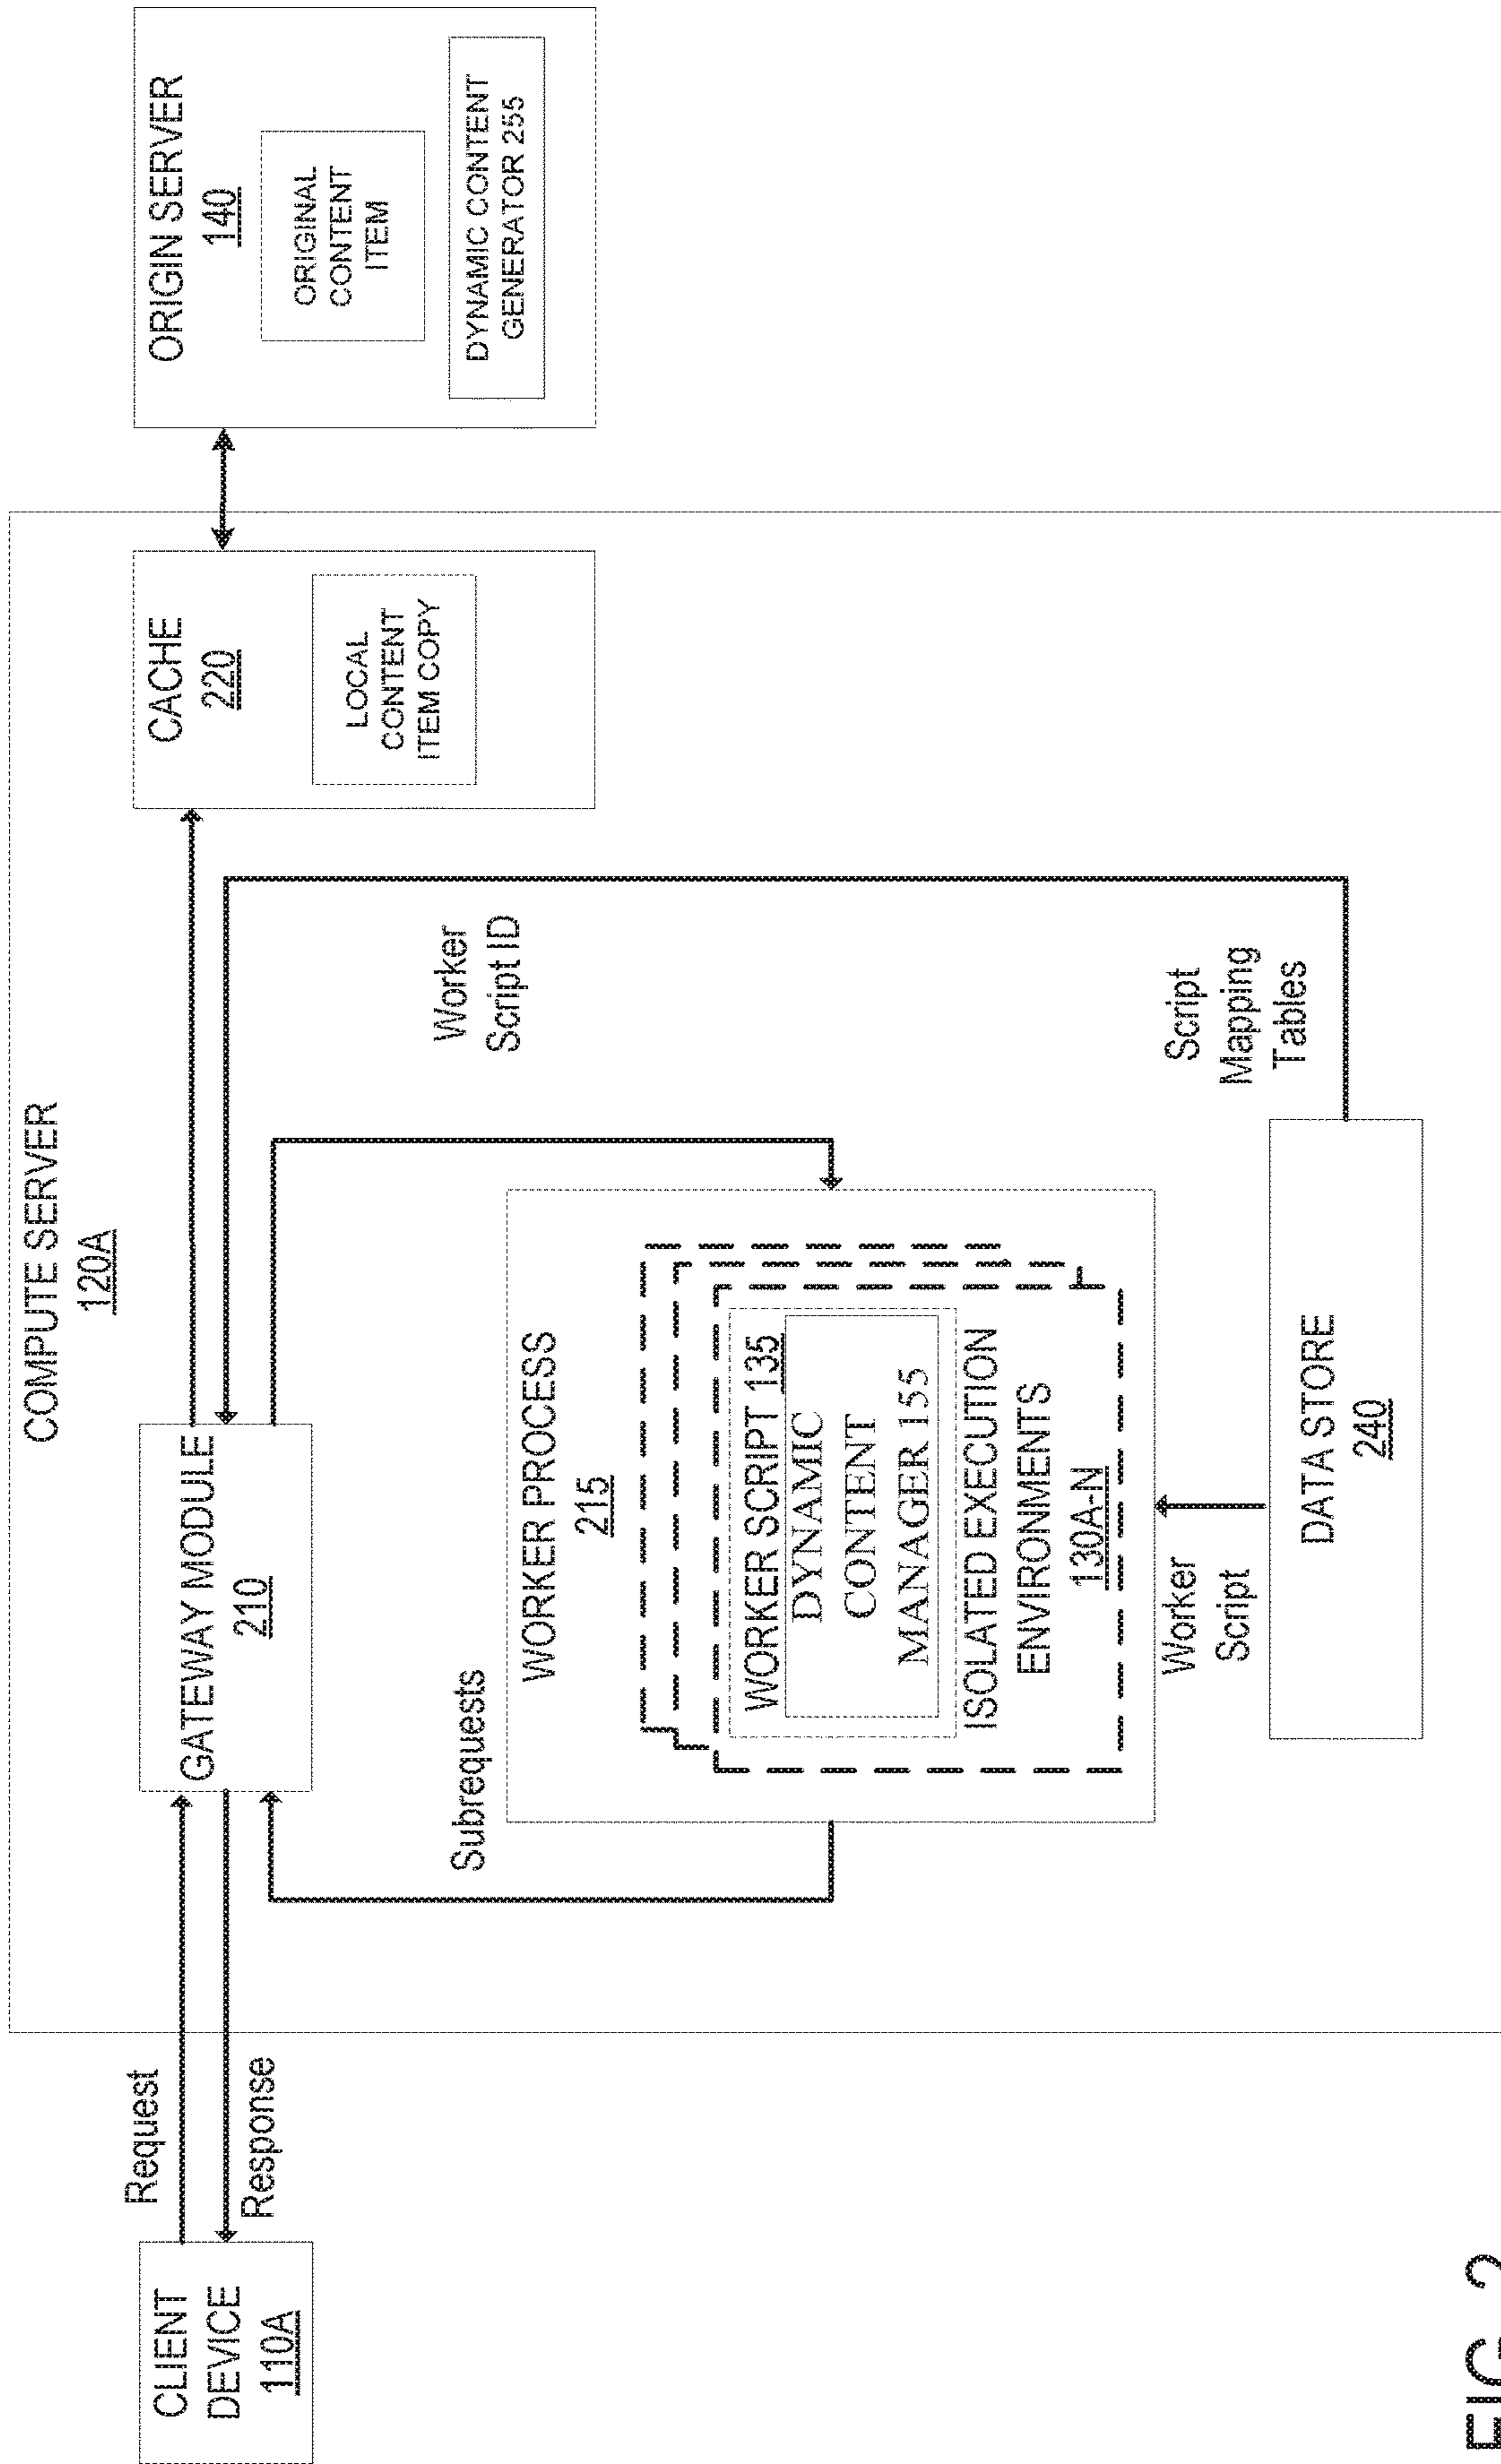 COMPUTE SERVER
120A
CLIENT
DEVICE
110A
Request
Response
GATEWAY MODULE
210
CACHE
220
LOCAL
CONTENT
ITEM COPY
ORIGIN SERVER
140
ORIGINAL
CONTENT
ITEM
DYNAMIC CONTENT
GENERATOR 255
Subrequests
Worker
Script ID
WORKER PROCESS
215
WORKER SCRIPT 135
DYNAMIC
CONTENT
MANAGER 155
ISOLATED EXECUTION
ENVIRONMENTS
130A-N
Worker
Script
Script
Mapping
Tables
DATA STORE
240
FIG. 2